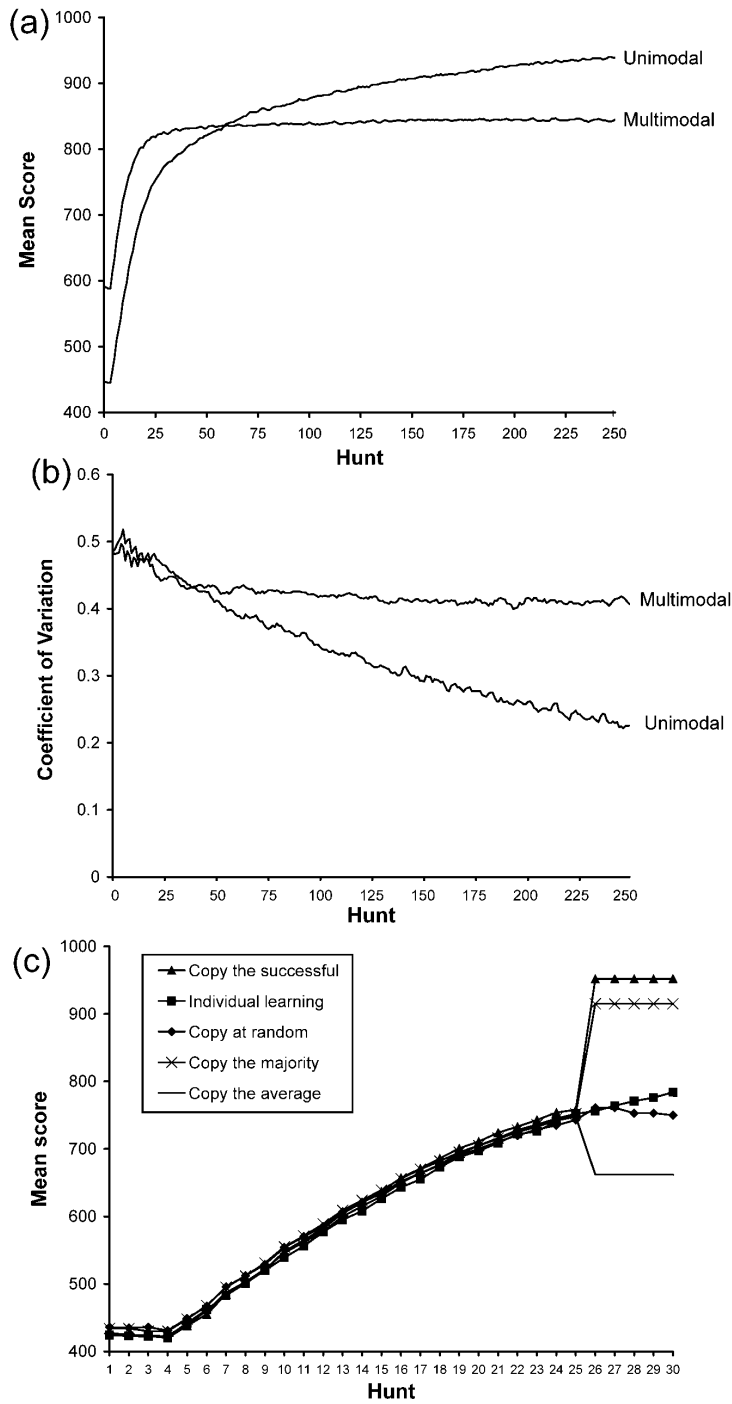 (a)
1000
900
800
700
600
500
400
Mean Score
Unimodal
Multimodal
0 25 50 75 100 125 150 175 200 225 250
Hunt
(b)
0.6
0.5
0.4
0.3
0.2
0.1
0
Coefficient of Variation
Multimodal
Unimodal
0 25 50 75 100 125 150 175 200 225 250
Hunt
(c)
1000
900
800
700
600
500
400
Mean score
Copy the successful
Individual learning
Copy at random
Copy the majority
Copy the average
1 2 3 4 5 6 7 8 9 10 11 12 13 14 15 16 17 18 19 20 21 22 23 24 25 26 27 28 29 30
Hunt